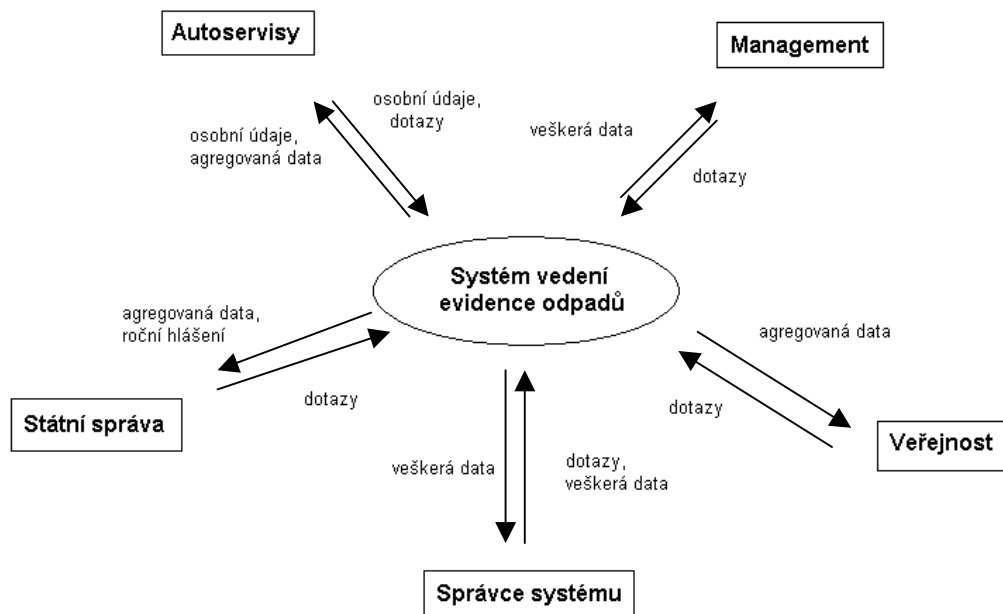 Autoservisy
Management
osobní údaje,
dotazy
osobní údaje,
agregovaná data
veškerá data
dotazy
Systém vedení
evidence odpadů
agregovaná data,
roční hlášení
dotazy
agregovaná data
dotazy
Státní správa
Veřejnost
veškerá data
dotazy,
veškerá data
Správce systému